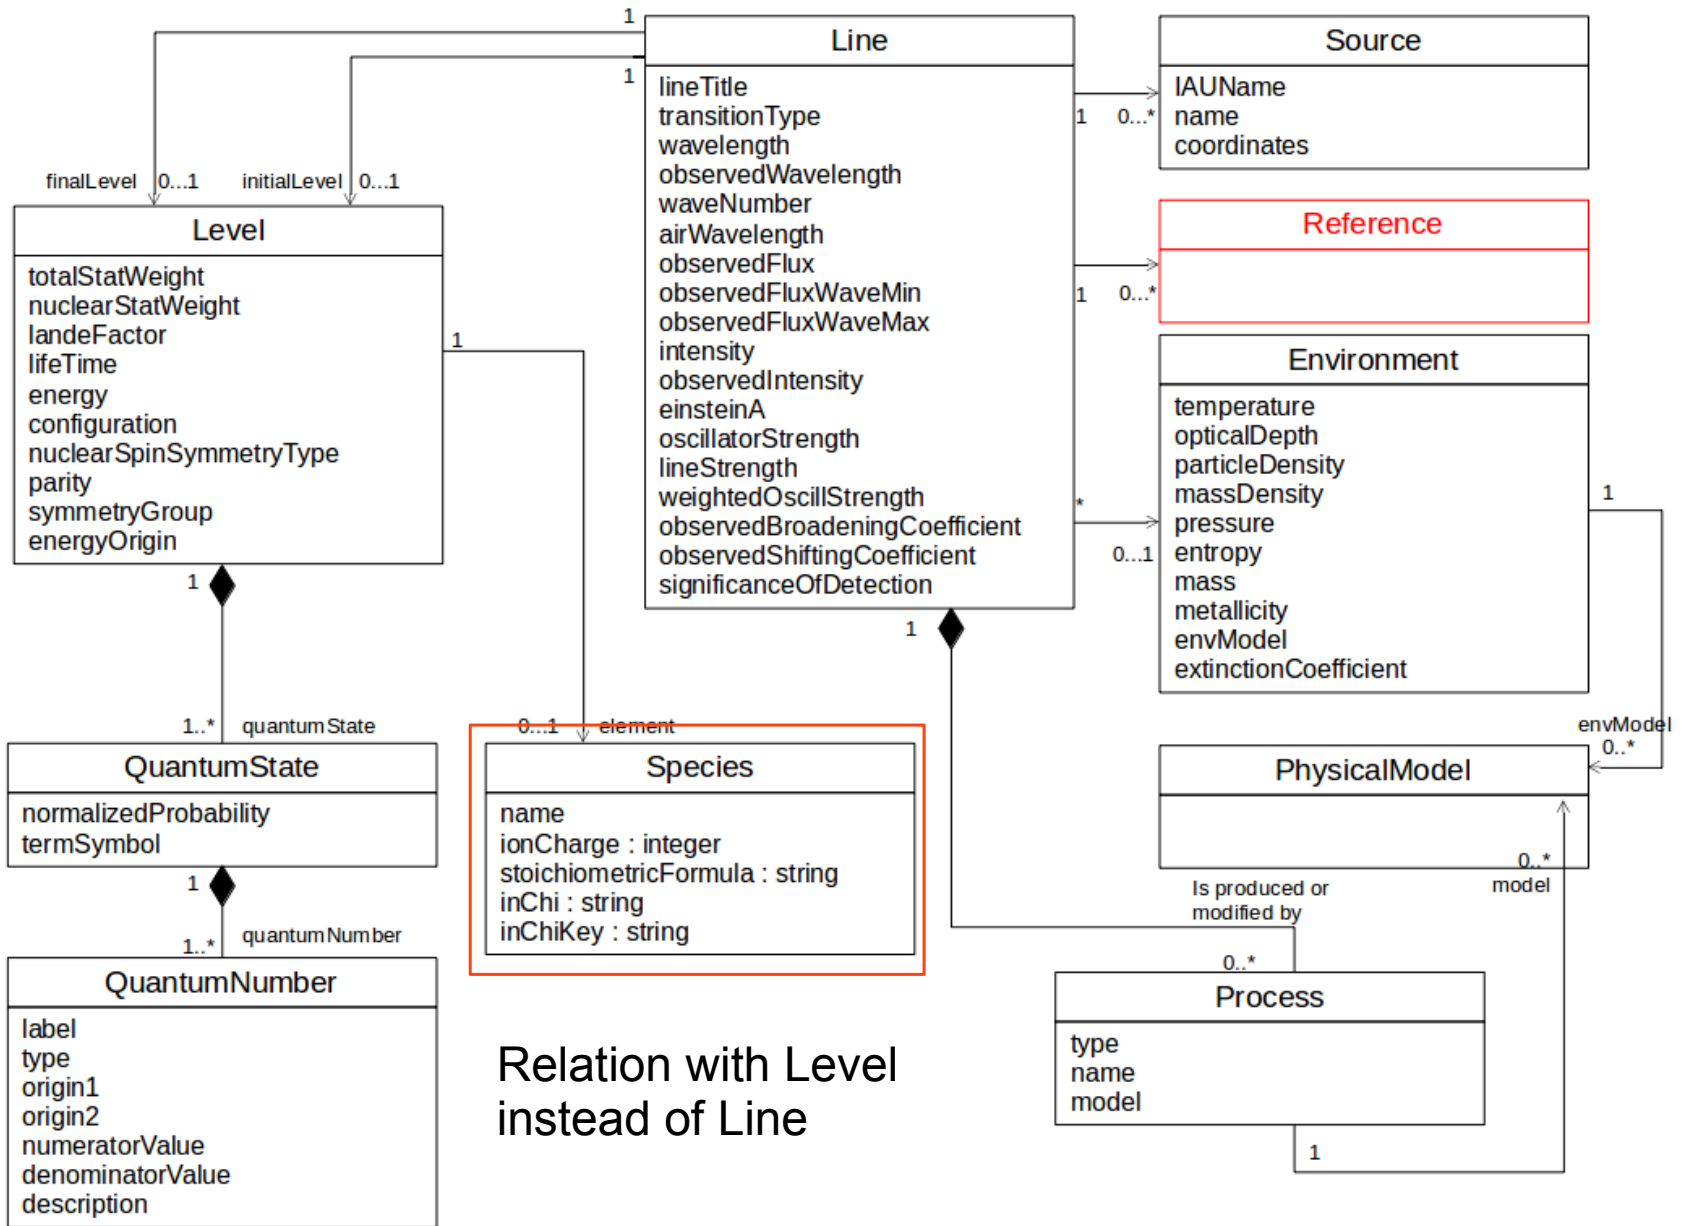 1
Line
lineTitle
transitionType
wavelength
observedWavelength
waveNumber
airWavelength
observedFlux
observedFluxWaveMin
observedFluxWaveMax
intensity
observedIntensity
einsteinA
oscillatorStrength
lineStrength
weightedOscillStrength
observedBroadeningCoefficient
observedShiftingCoefficient
significanceOfDetection
1
finalLevel 0...1
initialLevel 0...1
Level
totalStatWeight
nuclearStatWeight
landeFactor
lifeTime
energy
configuration
nuclearSpinSymmetryType
parity
symmetryGroup
energyOrigin
1
1
1..* quantumState
QuantumState
normalizedProbability
termSymbol
1
1..* quantumNumber
QuantumNumber
label
type
origin1
origin2
numeratorValue
denominatorValue
description
0...1 element
Species
name
ionCharge : integer
stoichiometricFormula : string
inChi : string
inChiKey : string
Relation with Level
instead of Line
1 0...*
Source
IAUName
name
coordinates
1 0...*
Reference
*
0...1
Environment
temperature
opticalDepth
particleDensity
massDensity
pressure
entropy
mass
metallicity
envModel
extinctionCoefficient
1
envModel
0..*
PhysicalModel
0..*
model
1
Is produced or
modified by
0..*
Process
type
name
model
1